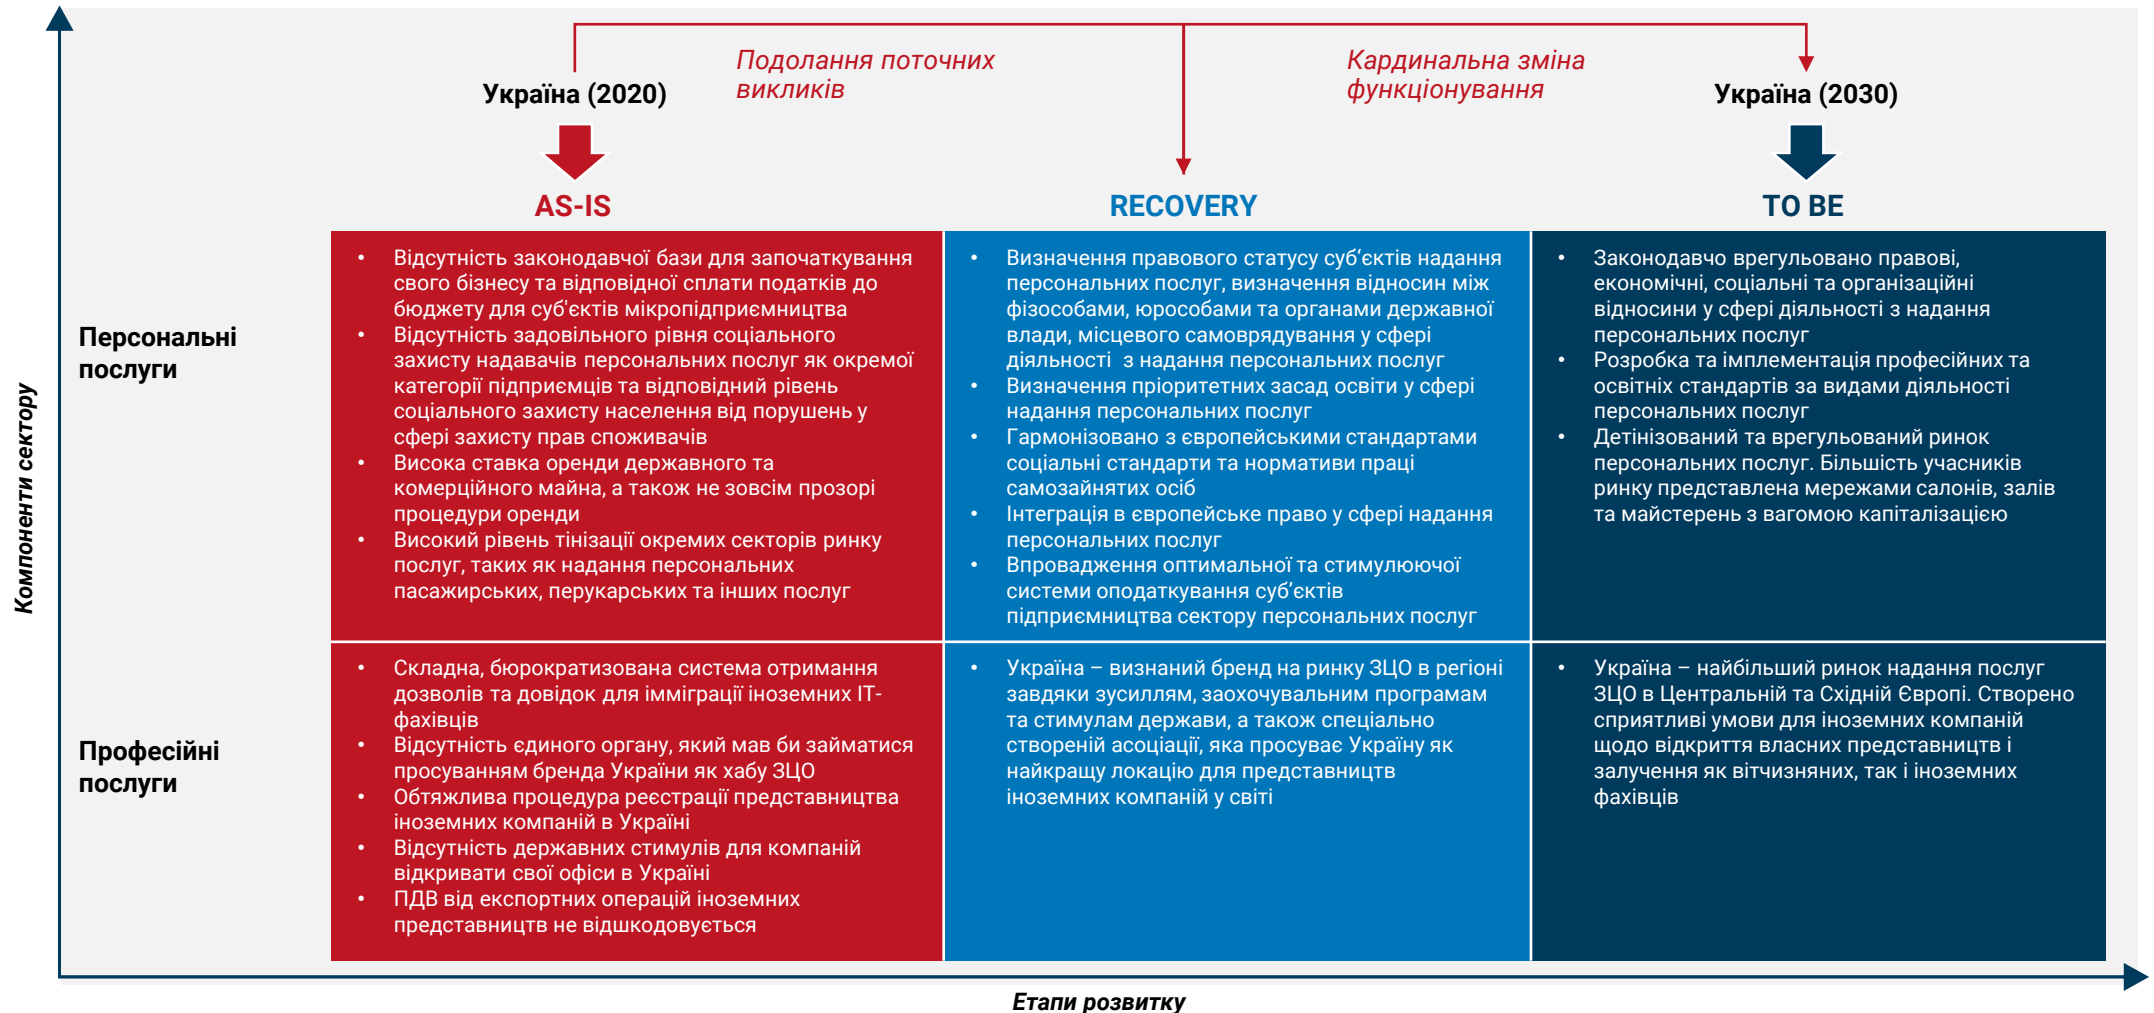 Подолання поточних
викликів
Кардинальна зміна
функціонування
Україна (2020)
Україна (2030)
AS-IS
RECOVERY
TO BE
Компоненти сектору
Персональні
послуги
• Відсутність законодавчої бази для започаткування
свого бізнесу та відповідної сплати податків до
бюджету для суб'єктів мікропідприємництва
• Відсутність задовільного рівня соціального
захисту надавачів персональних послуг як окремої
категорії підприємців та відповідний рівень
соціального захисту населення від порушень у
сфері захисту прав споживачів
• Висока ставка оренди державного та
комерційного майна, а також не зовсім прозорі
процедури оренди
• Високий рівень тінізації окремих секторів ринку
послуг, таких як надання персональних
пасажирських, перукарських та інших послуг
• Визначення правового статусу суб’єктів надання
персональних послуг, визначення відносин між
фізособами, юрособами та органами державної
влади, місцевого самоврядування у сфері
діяльності з надання персональних послуг
• Визначення пріоритетних засад освіти у сфері
надання персональних послуг
• Гармонізовано з європейськими стандартами
соціальні стандарти та нормативи праці
самозайнятих осіб
• Інтеграція в європейське право у сфері надання
персональних послуг
• Впровадження оптимальної та стимулюючої
системи оподаткування суб’єктів
підприємництва сектору персональних послуг
• Законодавчо врегульовано правові,
економічні, соціальні та організаційні
відносини у сфері діяльності з надання
персональних послуг
• Розробка та імплементація професійних та
освітніх стандартів за видами діяльності
персональних послуг
• Детінізований та врегульований ринок
персональних послуг. Більшість учасників
ринку представлена мережами салонів, залів
та майстерень з вагомою капіталізацією
Професійні
послуги
• Складна, бюрократизована система отримання
дозволів та довідок для імміграції іноземних ІТ-
фахівців
• Відсутність єдиного органу, який мав би займатися
просуванням бренда України як хабу ЗЦО
• Обтяжлива процедура реєстрації представництва
іноземних компаній в Україні
• Відсутність державних стимулів для компаній
відкривати свої офіси в Україні
• ПДВ від експортних операцій іноземних
представництв не відшкодовується
• Україна – визнаний бренд на ринку ЗЦО в регіоні
завдяки зусиллям, заохочувальним програмам
та стимулам держави, а також спеціально
створеній асоціації, яка просуває Україну як
найкращу локацію для представництв
іноземних компаній у світі
• Україна – найбільший ринок надання послуг
ЗЦО в Центральній та Східній Європі. Створено
сприятливі умови для іноземних компаній
щодо відкриття власних представництв і
залучення як вітчизняних, так і іноземних
фахівців
Етапи розвитку